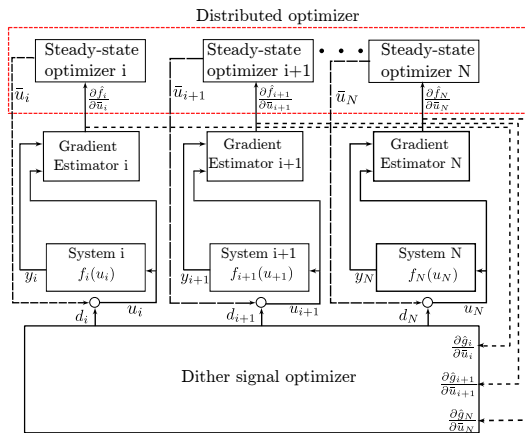 Distributed optimizer
Steady-state optimizer i
Steady-state optimizer i+1
• • •
Steady-state optimizer N
ū_i
∂f̂_i/∂ū_i
ū_{i+1}
∂f̂_{i+1}/∂ū_{i+1}
ū_N
∂f̂_N/∂ū_N
Gradient Estimator i
Gradient Estimator i+1
Gradient Estimator N
System i
f_i(u_i)
System i+1
f_{i+1}(u_{+1})
System N
f_N(u_N)
y_i
y_{i+1}
y_N
d_i
u_i
d_{i+1}
u_{i+1}
d_N
u_N
Dither signal optimizer
∂ĝ_i/∂ū_i
∂ĝ_{i+1}/∂ū_{i+1}
∂ĝ_N/∂ū_N